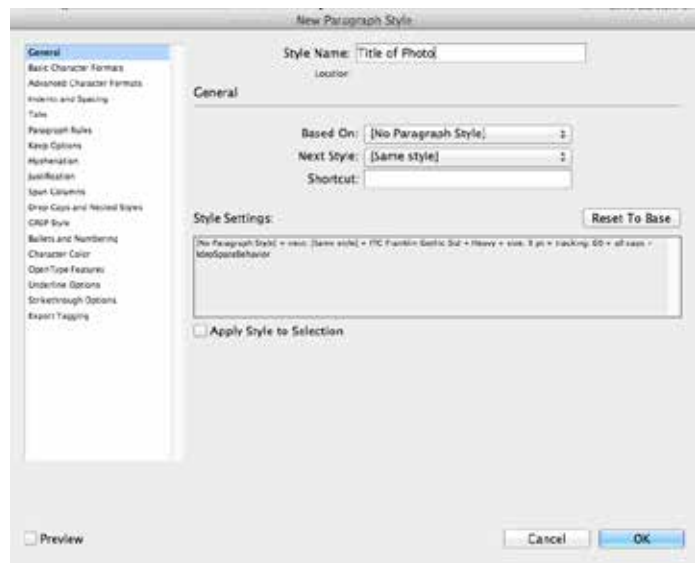 New Paragraph Style
General
Basic Character Formats
Advanced Character Formats
Indents and Spacing
Tabs
Paragraph Rules
Keep Options
Hyphenation
Justification
Span Columns
Drop Caps and Nested Styles
GREP Style
Bullets and Numbering
Character Color
OpenType Features
Underline Options
Strikethrough Options
Export Tagging
Style Name: Title of Photo
Location:
General
Based On: [No Paragraph Style]
Next Style: [Same style]
Shortcut:
Style Settings: Reset To Base
[No Paragraph Style] + next: [Same style] + ITC Franklin Gothic Std + Heavy + size: 9 pt + tracking: 60 + all caps -
IdeoSpaceBehavior
Apply Style to Selection
Preview
Cancel
OK